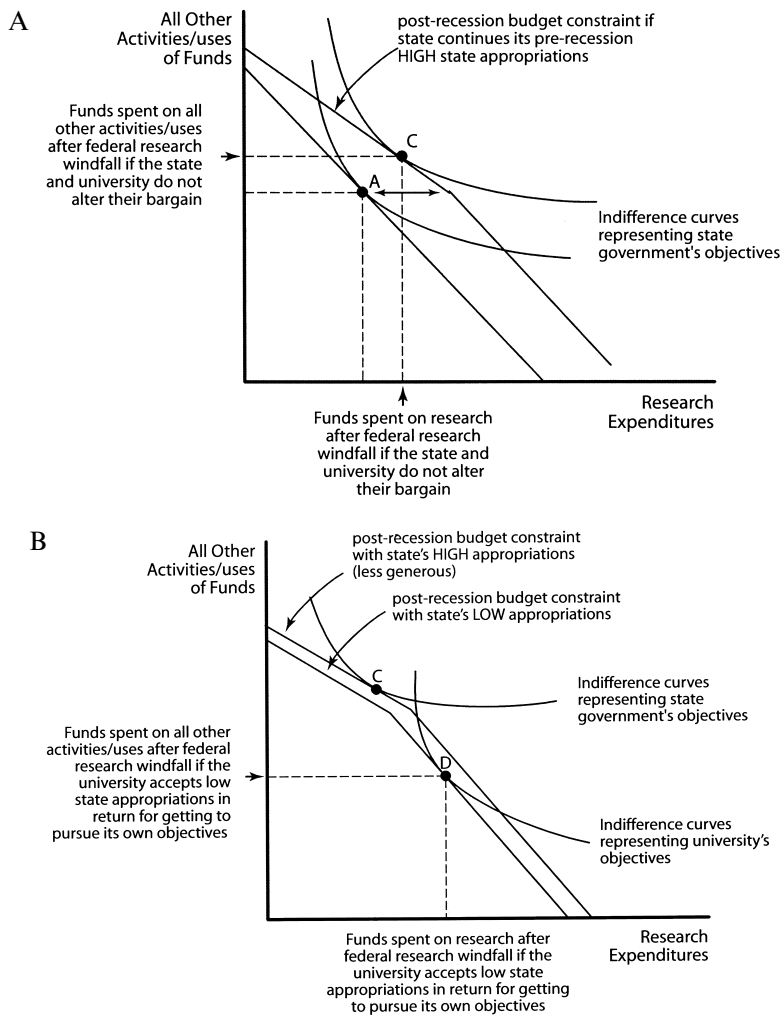 A
All Other
Activities/uses
of Funds
post-recession budget constraint if
state continues its pre-recession
HIGH state appropriations
Funds spent on all
other activities/uses
after federal research
windfall if the state
and university do not
alter their bargain
C
A
Indifference curves
representing state
government's objectives
Research
Expenditures
Funds spent on research
after federal research
windfall if the state and
university do not alter
their bargain
B
All Other
Activities/uses
of Funds
post-recession budget constraint
with state's HIGH appropriations
(less generous)
post-recession budget constraint
with state's LOW appropriations
C
Indifference curves
representing state
government's objectives
Funds spent on all other
activities/uses after federal
research windfall if the
university accepts low
state appropriations in
return for getting to
pursue its own objectives
D
Indifference curves
representing university's
objectives
Research
Expenditures
Funds spent on research after
federal research windfall if the
university accepts low state
appropriations in return for getting
to pursue its own objectives